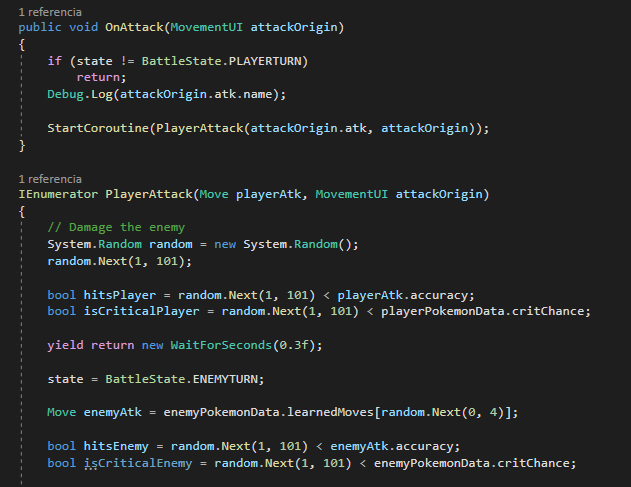 1 referencia
public void OnAttack(MovementUI attackOrigin)
{
    if (state != BattleState.PLAYERTURN)
        return;
    Debug.Log(attackOrigin.atk.name);

    StartCoroutine(PlayerAttack(attackOrigin.atk, attackOrigin));
}

1 referencia
IEnumerator PlayerAttack(Move playerAtk, MovementUI attackOrigin)
{
    // Damage the enemy
    System.Random random = new System.Random();
    random.Next(1, 101);

    bool hitsPlayer = random.Next(1, 101) < playerAtk.accuracy;
    bool isCriticalPlayer = random.Next(1, 101) < playerPokemonData.critChance;

    yield return new WaitForSeconds(0.3f);

    state = BattleState.ENEMYTURN;

    Move enemyAtk = enemyPokemonData.learnedMoves[random.Next(0, 4)];

    bool hitsEnemy = random.Next(1, 101) < enemyAtk.accuracy;
    bool isCriticalEnemy = random.Next(1, 101) < enemyPokemonData.critChance;